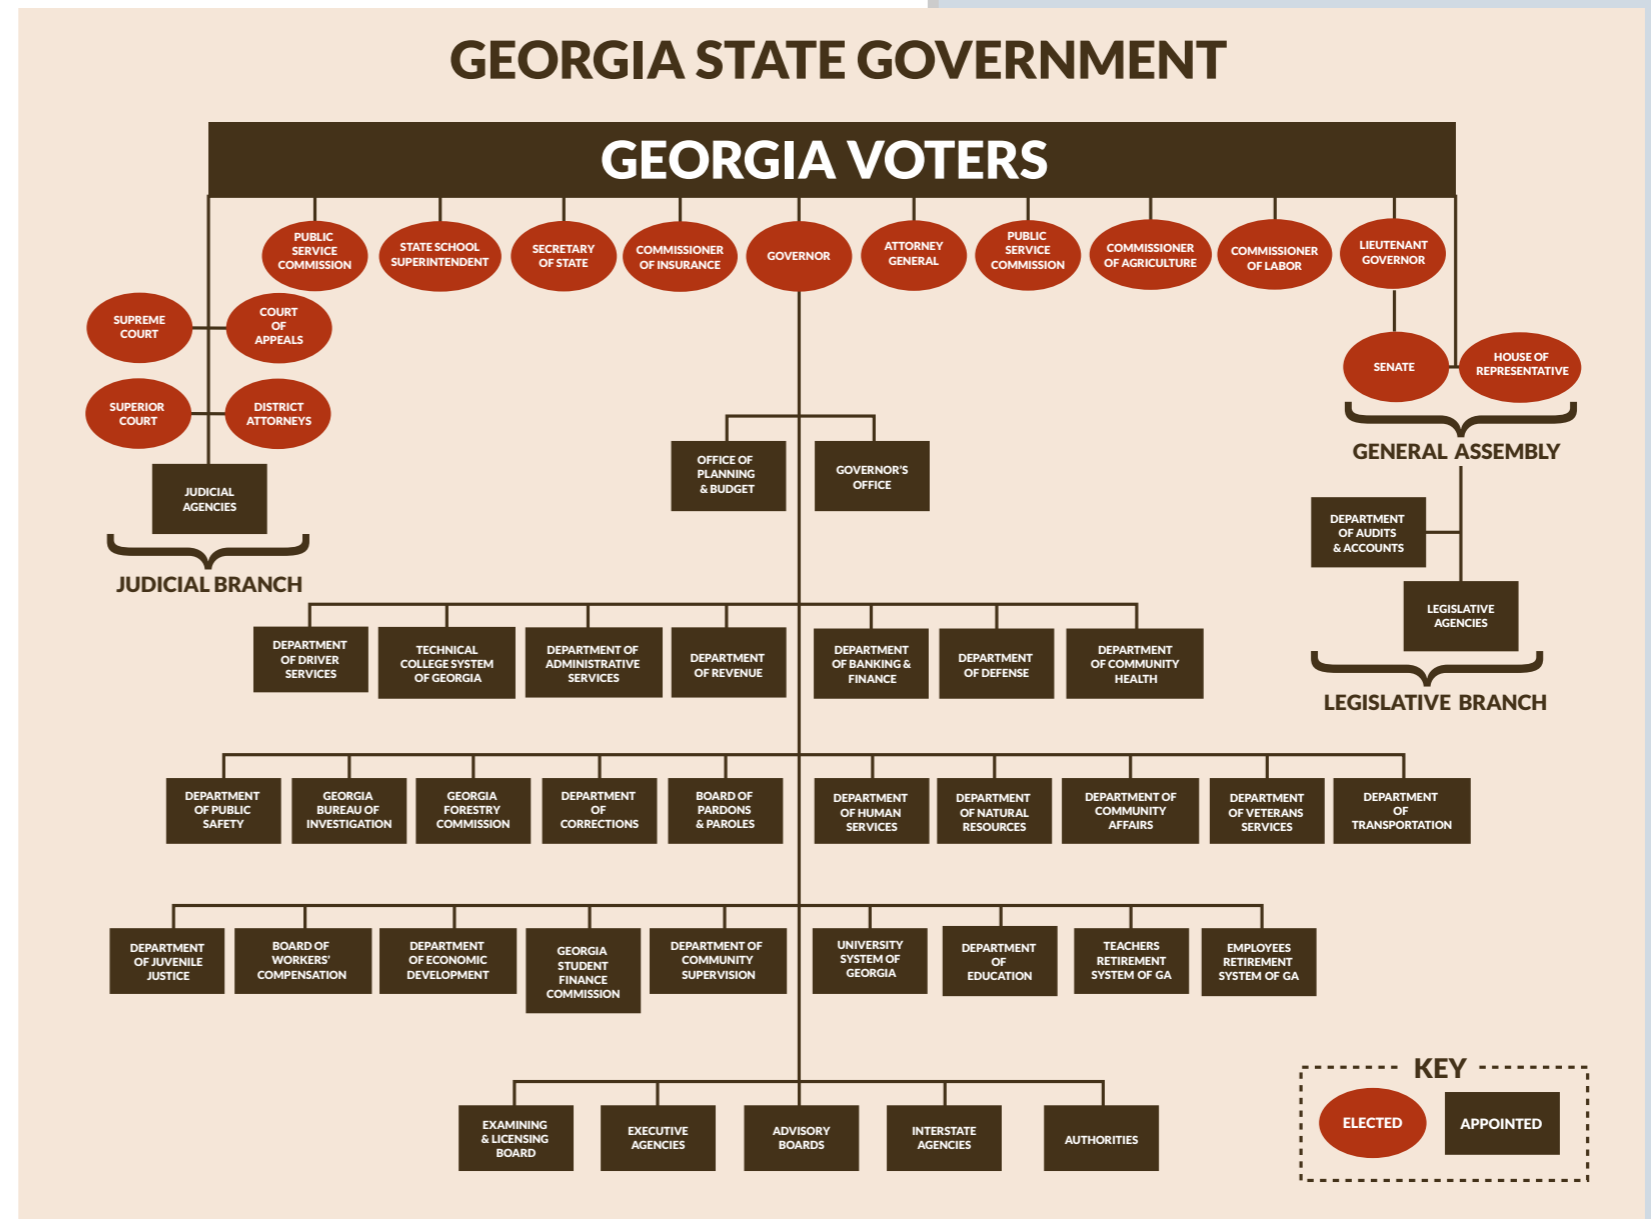 GEORGIA STATE GOVERNMENT
GEORGIA VOTERS
PUBLIC
SERVICE
COMMISSION
STATE SCHOOL
SUPERINTENDENT
SECRETARY
OF STATE
COMMISSIONER
OF INSURANCE
GOVERNOR
ATTORNEY
GENERAL
PUBLIC
SERVICE
COMMISSION
COMMISSIONER
OF AGRICULTURE
COMMISSIONER
OF LABOR
LIEUTENANT
GOVERNOR
SUPREME
COURT
COURT
OF
APPEALS
SUPERIOR
COURT
DISTRICT
ATTORNEYS
JUDICIAL
AGENCIES
JUDICIAL BRANCH
SENATE
HOUSE OF
REPRESENTATIVE
GENERAL ASSEMBLY
DEPARTMENT
OF AUDITS
& ACCOUNTS
LEGISLATIVE
AGENCIES
LEGISLATIVE BRANCH
OFFICE OF
PLANNING
& BUDGET
GOVERNOR'S
OFFICE
DEPARTMENT
OF DRIVER
SERVICES
TECHNICAL
COLLEGE SYSTEM
OF GEORGIA
DEPARTMENT OF
ADMINISTRATIVE
SERVICES
DEPARTMENT
OF REVENUE
DEPARTMENT
OF BANKING &
FINANCE
DEPARTMENT
OF DEFENSE
DEPARTMENT
OF COMMUNITY
HEALTH
DEPARTMENT
OF PUBLIC
SAFETY
GEORGIA
BUREAU OF
INVESTIGATION
GEORGIA
FORESTRY
COMMISSION
DEPARTMENT
OF
CORRECTIONS
BOARD OF
PARDONS
& PAROLES
DEPARTMENT
OF HUMAN
SERVICES
DEPARTMENT
OF NATURAL
RESOURCES
DEPARTMENT OF
COMMUNITY
AFFAIRS
DEPARTMENT
OF VETERANS
SERVICES
DEPARTMENT
OF
TRANSPORTATION
DEPARTMENT
OF JUVENILE
JUSTICE
BOARD OF
WORKERS'
COMPENSATION
DEPARTMENT
OF ECONOMIC
DEVELOPMENT
GEORGIA
STUDENT
FINANCE
COMMISSION
DEPARTMENT OF
COMMUNITY
SUPERVISION
UNIVERSITY
SYSTEM OF
GEORGIA
DEPARTMENT
OF
EDUCATION
TEACHERS
RETIREMENT
SYSTEM OF GA
EMPLOYEES
RETIREMENT
SYSTEM OF GA
EXAMINING
& LICENSING
BOARD
EXECUTIVE
AGENCIES
ADVISORY
BOARDS
INTERSTATE
AGENCIES
AUTHORITIES
KEY
ELECTED
APPOINTED